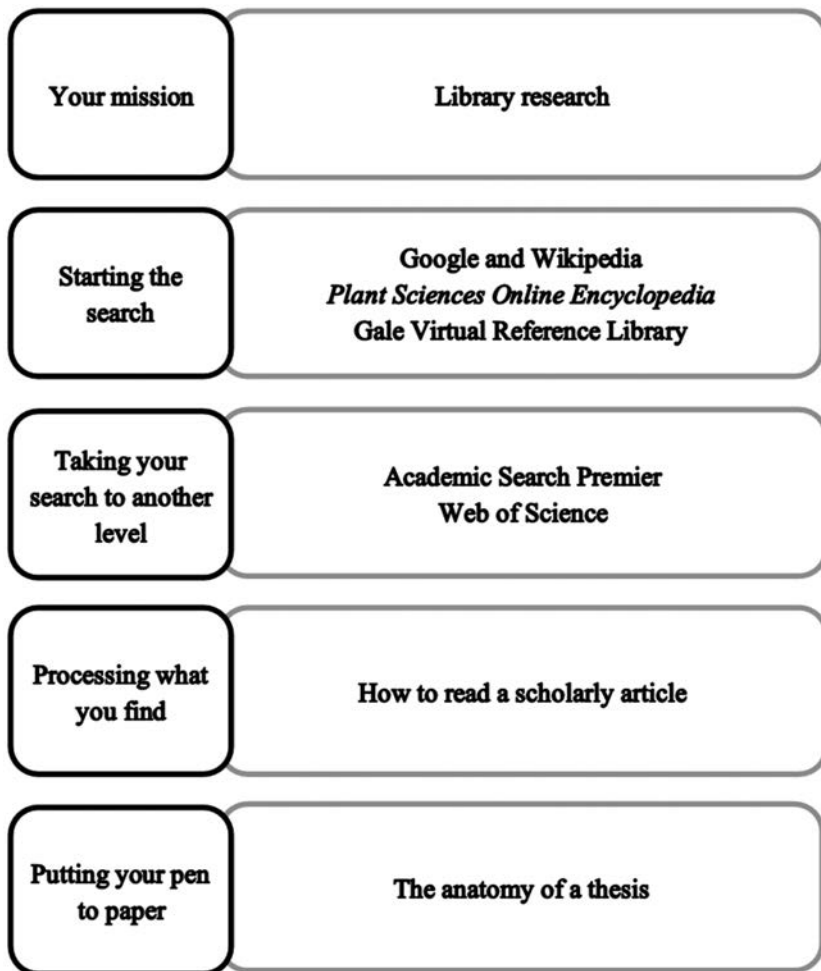 Your mission
Library research
Starting the
search
Google and Wikipedia
Plant Sciences Online Encyclopedia
Gale Virtual Reference Library
Taking your
search to another
level
Academic Search Premier
Web of Science
Processing what
you find
How to read a scholarly article
Putting your pen
to paper
The anatomy of a thesis